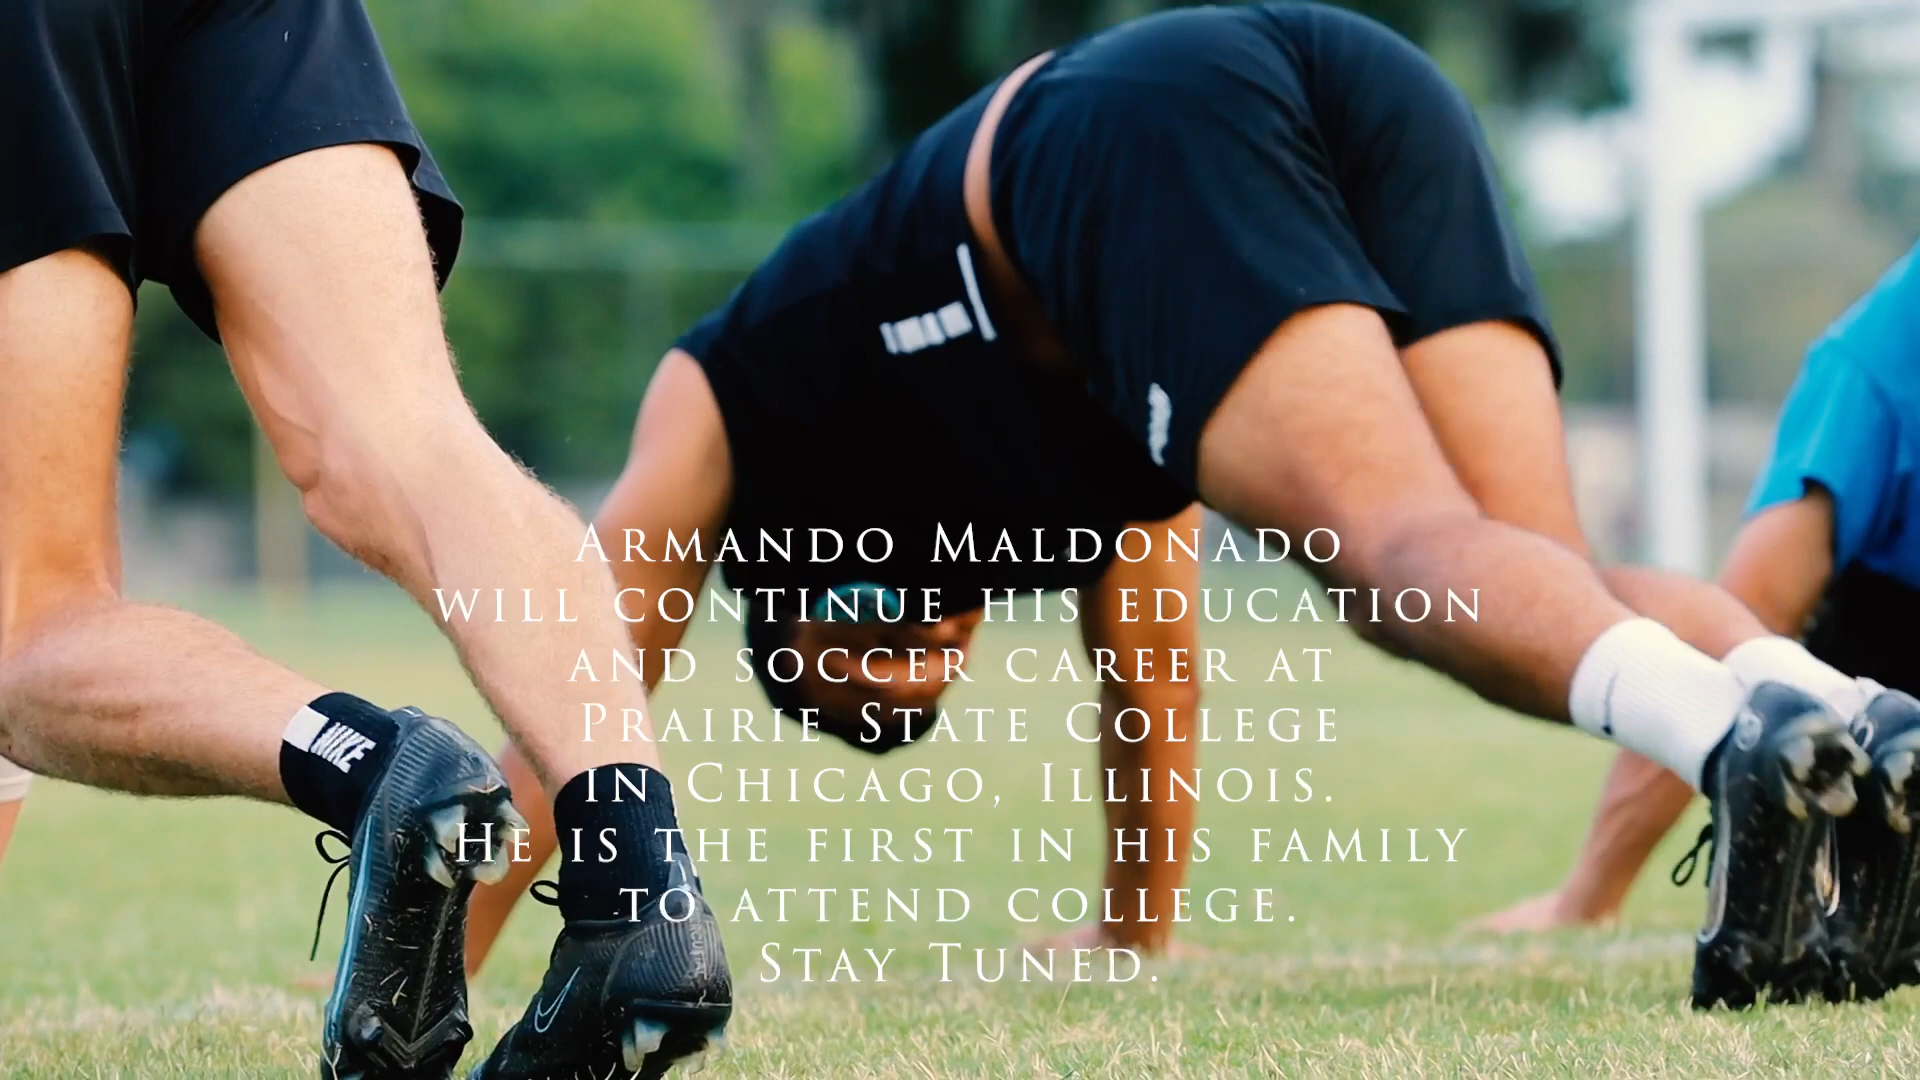 Armando Maldonado
will continue his education
and soccer career at
Prairie State College
in Chicago, Illinois.
He is the first in his family
to attend college.
Stay Tuned.
NIKE